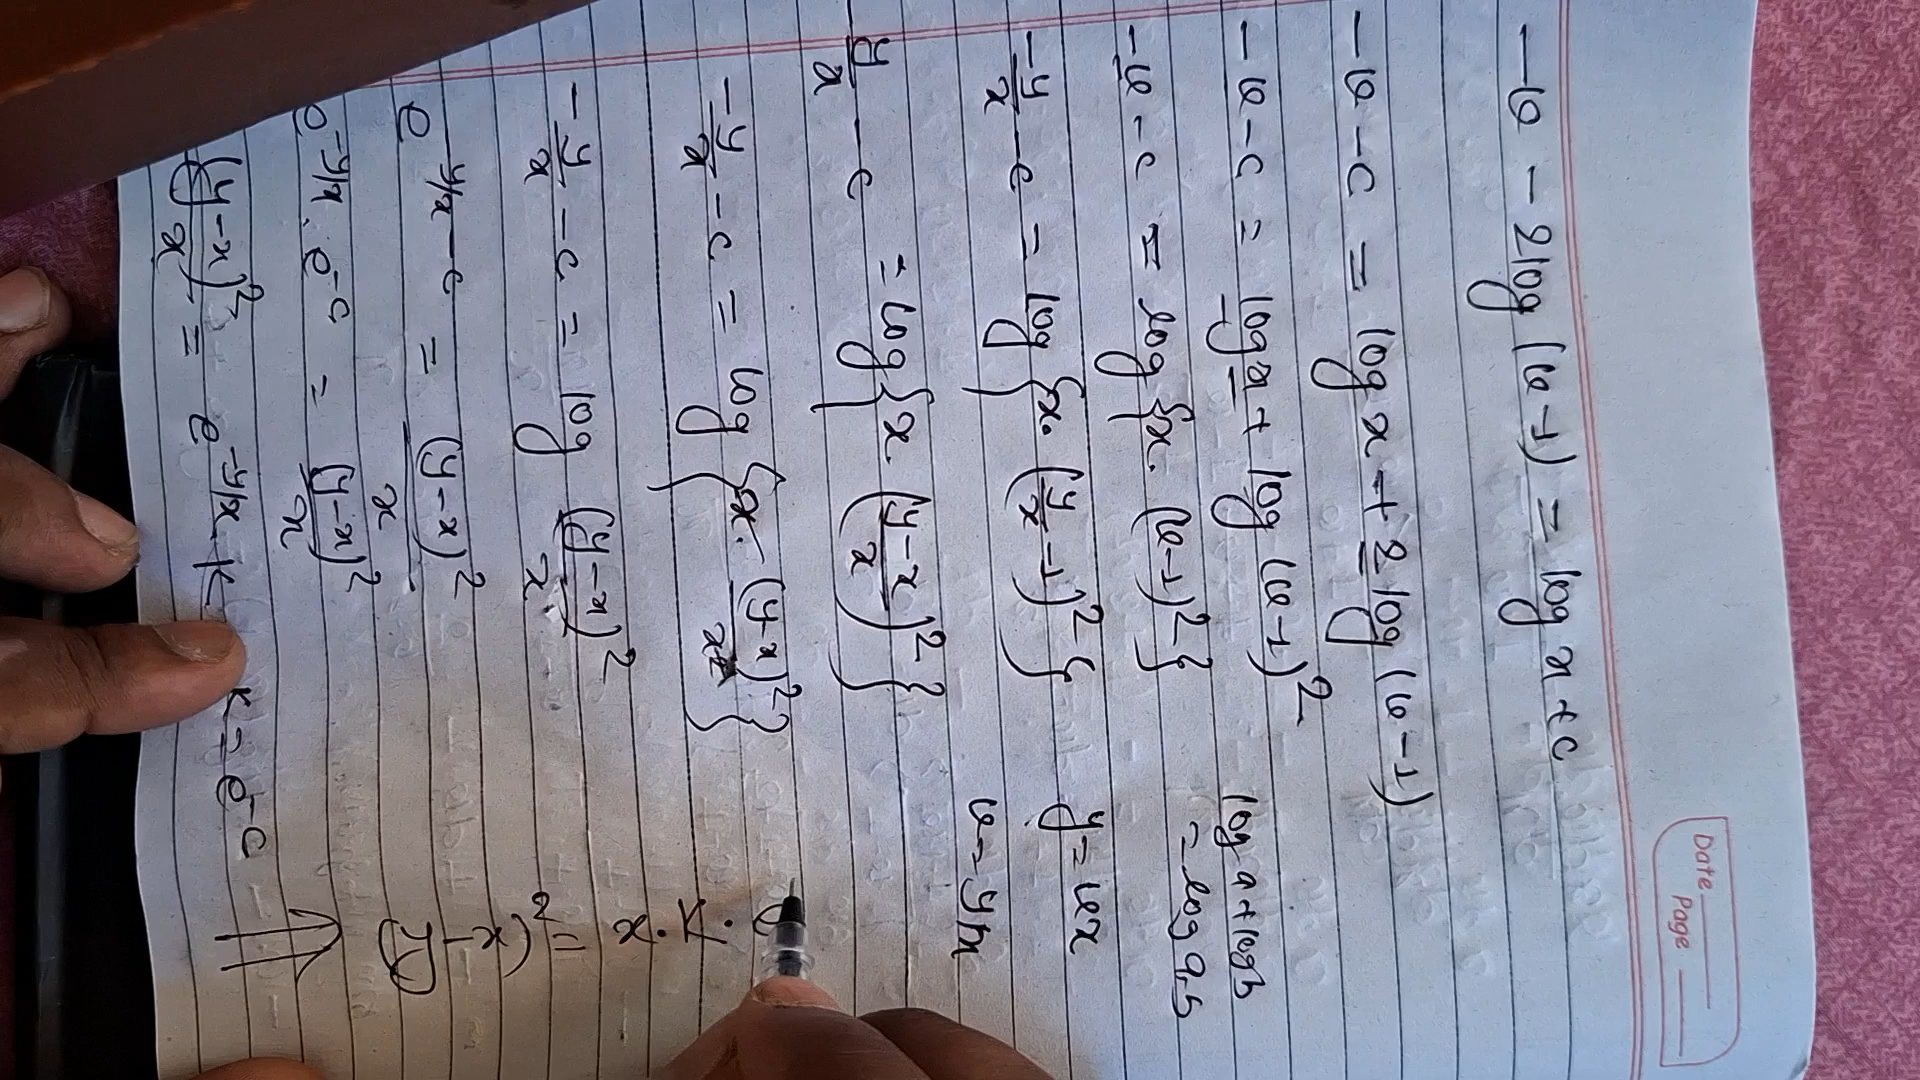 Date
Page
-v - 2log (v-1) = log x + c
-v - c = log x + 2 log (v-1)
-v - c = log x + log (v-1)²
log a + log b
= log a.b
-v - c = log {x. (v-1)²}
y = vx
-y/x - c = log {x. (y/x - 1)²}
v = y/x
y/x - c = log {x. ((y-x)/x)²}
-y/x - c = log {x. (y-x)²/x²}
-y/x - c = log (y-x)²/x
e^y/x - c = (y-x)²/x
e^-y/x . e^-c = (y-x)²/x
(y-x)²/x = e^-y/x . k
k = e^-c
⇒ (y-x)² = x.k.